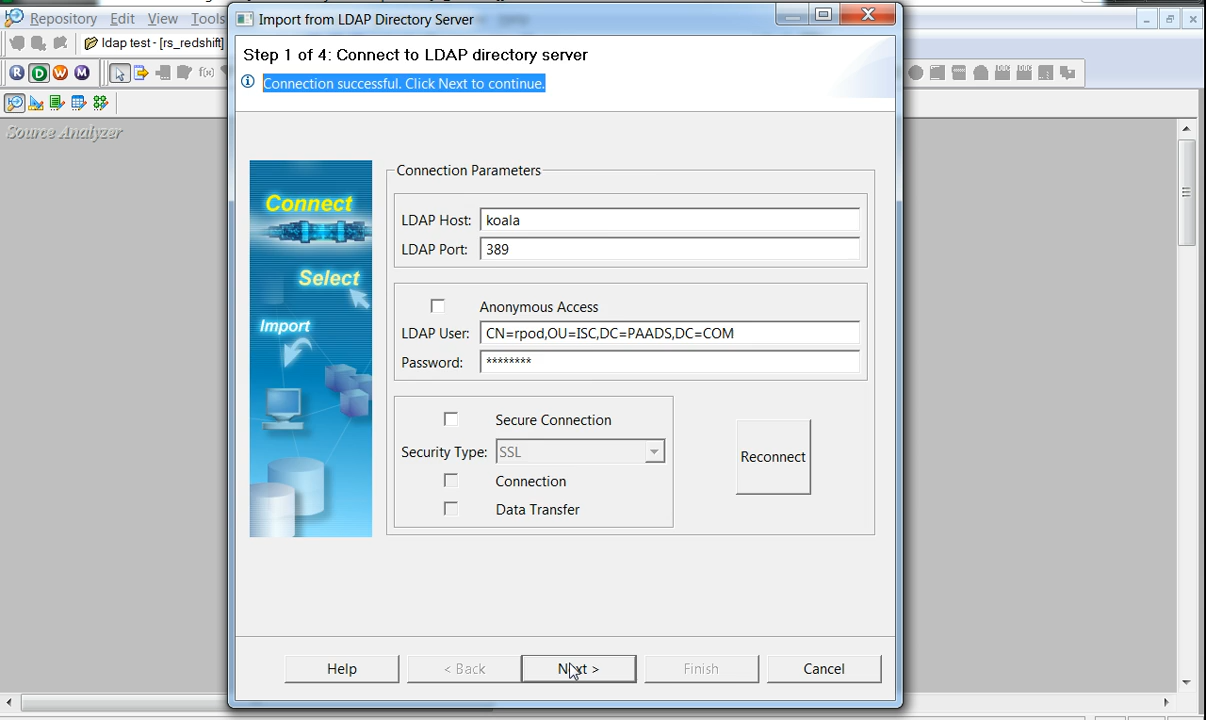 Import from LDAP Directory Server
Repository Edit View Tools
ldap test - [rs_redshift]
R D W M f(x)
Source Analyzer
Step 1 of 4: Connect to LDAP directory server
Connection successful. Click Next to continue.
Connect
Select
Import
Connection Parameters
LDAP Host: koala
LDAP Port: 389
Anonymous Access
LDAP User: CN=rpod,OU=ISC,DC=PAADS,DC=COM
Password: ********
Secure Connection
Security Type: SSL
Connection
Data Transfer
Reconnect
Help < Back Next > Finish Cancel